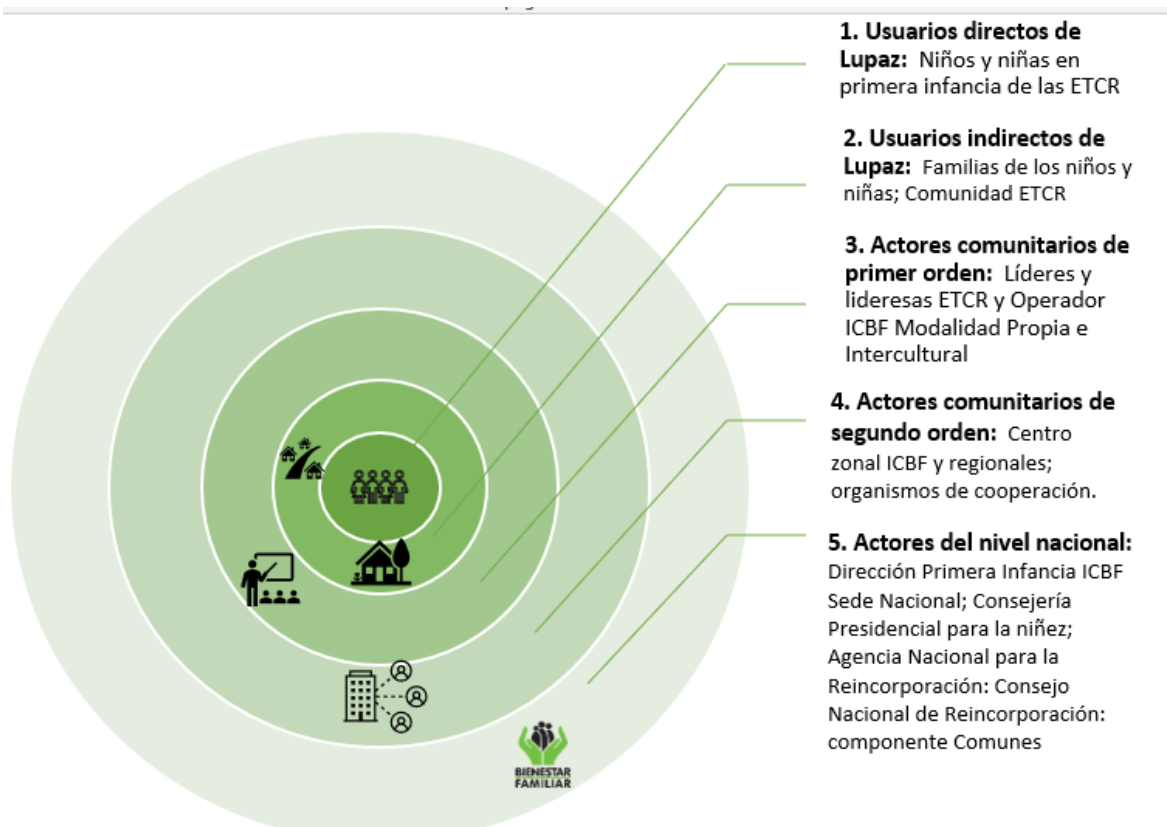 1. Usuarios directos de
Lupaz: Niños y niñas en
primera infancia de las ETCR
2. Usuarios indirectos de
Lupaz: Familias de los niños y
niñas; Comunidad ETCR
3. Actores comunitarios de
primer orden: Líderes y
lideresas ETCR y Operador
ICBF Modalidad Propia e
Intercultural
4. Actores comunitarios de
segundo orden: Centro
zonal ICBF y regionales;
organismos de cooperación.
5. Actores del nivel nacional:
Dirección Primera Infancia ICBF
Sede Nacional; Consejería
Presidencial para la niñez;
Agencia Nacional para la
Reincorporación: Consejo
Nacional de Reincorporación:
componente Comunes
BIENESTAR
FAMILIAR